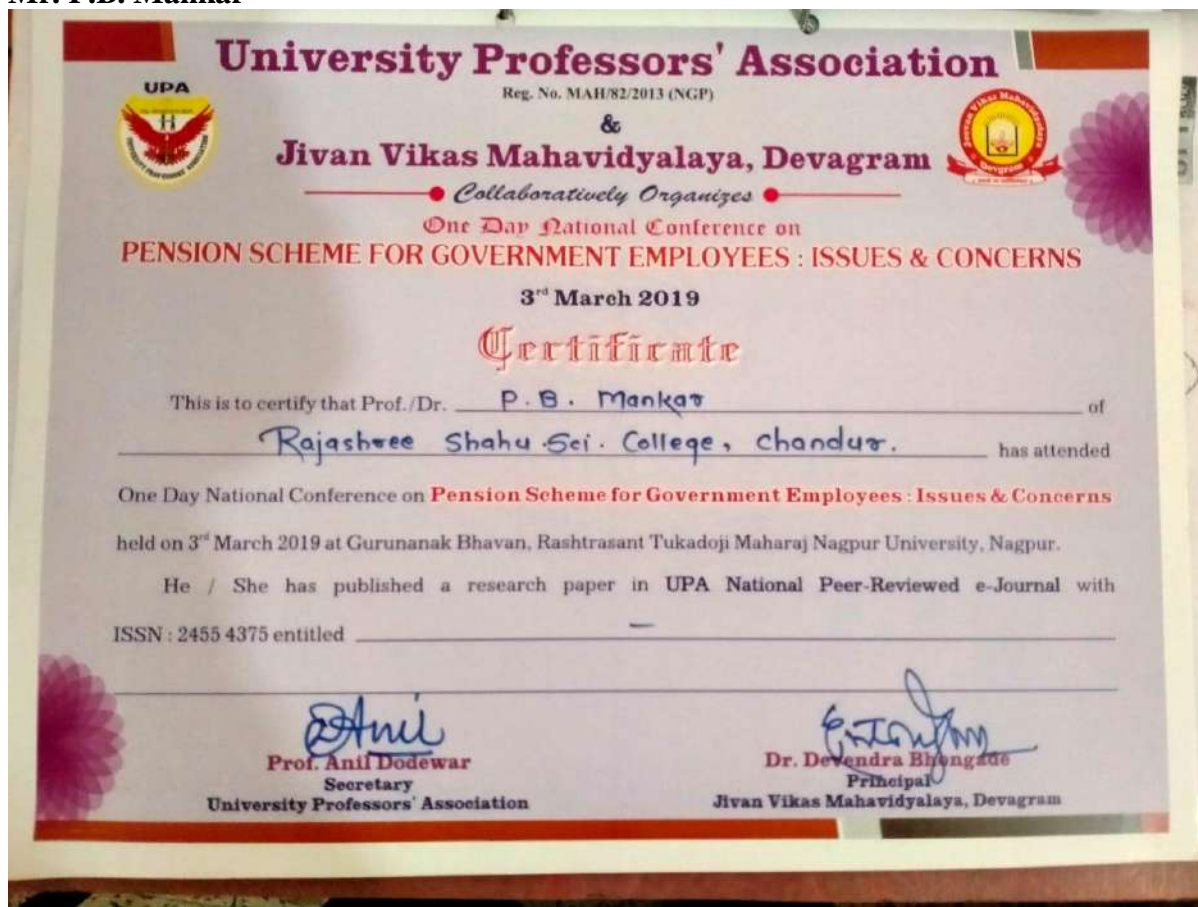 Mr. P.B. Mankar
University Professors' Association
Reg. No. MAH/82/2013 (NGP)
UPA
&
Jivan Vikas Mahavidyalaya, Devagram
Collaboratively Organizes
One Day National Conference on
PENSION SCHEME FOR GOVERNMENT EMPLOYEES : ISSUES & CONCERNS
3rd March 2019
Certificate
This is to certify that Prof./Dr. P. B. Mankar of
Rajashree Shahu Sci. College, Chandur. has attended
One Day National Conference on Pension Scheme for Government Employees : Issues & Concerns
held on 3rd March 2019 at Gurunanak Bhavan, Rashtrasant Tukadoji Maharaj Nagpur University, Nagpur.
He / She has published a research paper in UPA National Peer-Reviewed e-Journal with
ISSN : 2455 4375 entitled —
Prof. Anil Dodewar
Secretary
University Professors' Association
Dr. Devendra Bhongade
Principal
Jivan Vikas Mahavidyalaya, Devagram